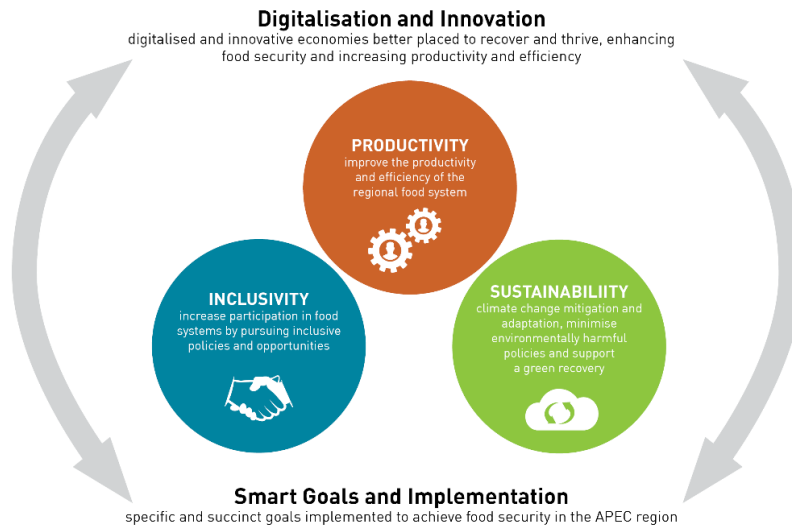 Digitalisation and Innovation
digitalised and innovative economies better placed to recover and thrive, enhancing
food security and increasing productivity and efficiency
PRODUCTIVITY
improve the productivity
and efficiency of the
regional food system
INCLUSIVITY
increase participation in food
systems by pursuing inclusive
policies and opportunities
SUSTAINABILIITY
climate change mitigation and
adaptation, minimise
environmentally harmful
policies and support
a green recovery
Smart Goals and Implementation
specific and succinct goals implemented to achieve food security in the APEC region